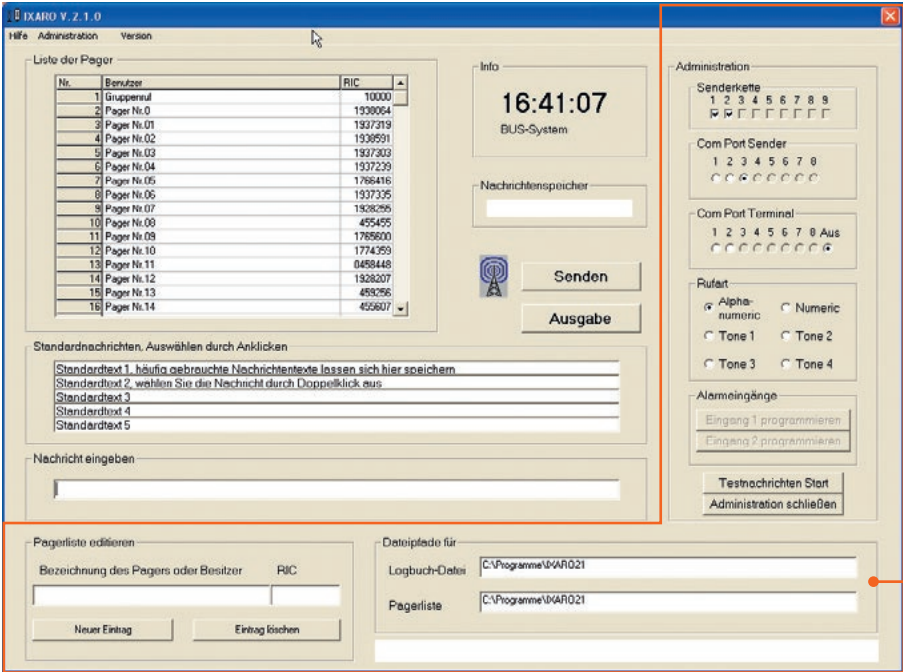 IXARO V.2.1.0
Hilfe Administration Version
Liste der Pager
Nr. Benutzer RIC
1 Gruppenruf 10000
2 Pager Nr.0 1938064
3 Pager Nr.01 1937319
4 Pager Nr.02 1938591
5 Pager Nr.03 1937303
6 Pager Nr.04 1937239
7 Pager Nr.05 1766416
8 Pager Nr.06 1937335
9 Pager Nr.07 1928255
10 Pager Nr.08 455455
11 Pager Nr.09 1765600
12 Pager Nr.10 1774359
13 Pager Nr.11 0458448
14 Pager Nr.12 1928207
15 Pager Nr.13 459256
16 Pager Nr.14 455607
Info
16:41:07
BUS-System
Nachrichtenspeicher
Senden
Ausgabe
Standardnachrichten, Auswählen durch Anklicken
Standardtext 1, häufig gebrauchte Nachrichtentexte lassen sich hier speichern
Standardtext 2, wählen Sie die Nachricht durch Doppelklick aus
Standardtext 3
Standardtext 4
Standardtext 5
Nachricht eingeben
Administration
Senderkette
1 2 3 4 5 6 7 8 9
Com Port Sender
1 2 3 4 5 6 7 8
Com Port Terminal
1 2 3 4 5 6 7 8 Aus
Rufart
Alpha-
numeric Numeric
Tone 1 Tone 2
Tone 3 Tone 4
Alarmeingänge
Eingang 1 programmieren
Eingang 2 programmieren
Testnachrichten Start
Administration schließen
Pagerliste editieren
Bezeichnung des Pagers oder Besitzer RIC
Neuer Eintrag Eintrag löschen
Dateipfade für
Logbuch-Datei C:\Programme\IXARO21
Pagerliste C:\Programme\IXARO21